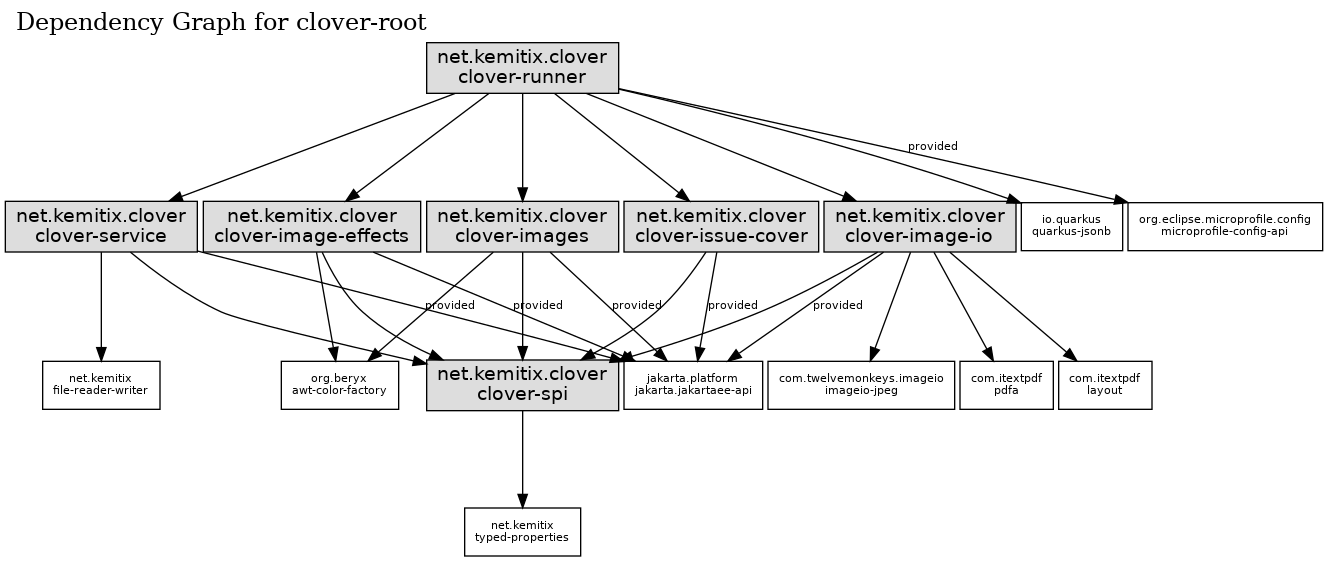 Dependency Graph for clover-root
net.kemitix.clover
clover-runner
provided
net.kemitix.clover
clover-service
net.kemitix.clover
clover-image-effects
net.kemitix.clover
clover-images
net.kemitix.clover
clover-issue-cover
net.kemitix.clover
clover-image-io
io.quarkus
quarkus-jsonb
org.eclipse.microprofile.config
microprofile-config-api
provided
provided
provided
provided
provided
net.kemitix
file-reader-writer
org.beryx
awt-color-factory
net.kemitix.clover
clover-spi
jakarta.platform
jakarta.jakartaee-api
com.twelvemonkeys.imageio
imageio-jpeg
com.itextpdf
pdfa
com.itextpdf
layout
net.kemitix
typed-properties